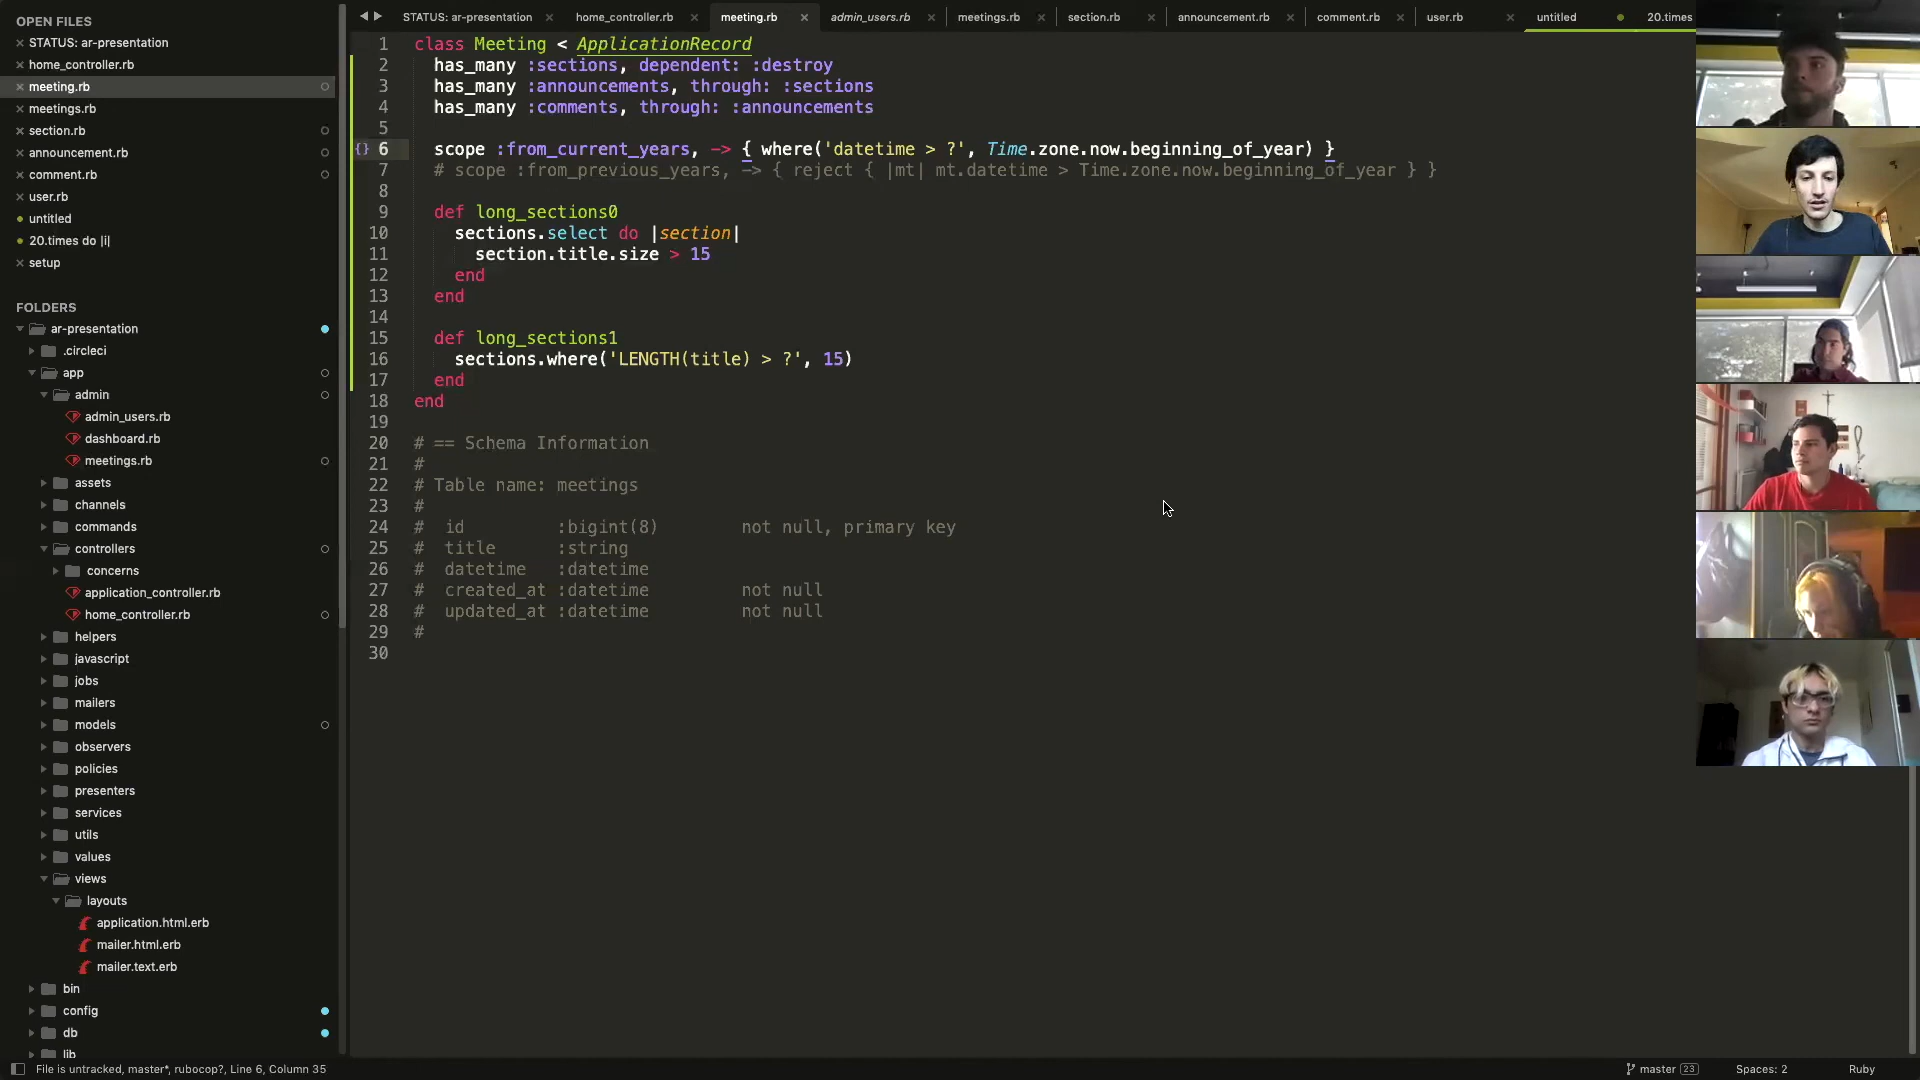 OPEN FILES
STATUS: ar-presentation
home_controller.rb
meeting.rb
meetings.rb
section.rb
announcement.rb
comment.rb
user.rb
untitled
20.times do |i|
setup
FOLDERS
ar-presentation
.circleci
app
admin
admin_users.rb
dashboard.rb
meetings.rb
assets
channels
commands
controllers
concerns
application_controller.rb
home_controller.rb
helpers
javascript
jobs
mailers
models
observers
policies
presenters
services
utils
values
views
layouts
application.html.erb
mailer.html.erb
mailer.text.erb
bin
config
db
lib
STATUS: ar-presentation home_controller.rb meeting.rb admin_users.rb meetings.rb section.rb announcement.rb comment.rb user.rb untitled 20.times
1 class Meeting < ApplicationRecord
2 has_many :sections, dependent: :destroy
3 has_many :announcements, through: :sections
4 has_many :comments, through: :announcements
5
6 scope :from_current_years, -> { where('datetime > ?', Time.zone.now.beginning_of_year) }
7 # scope :from_previous_years, -> { reject { |mt| mt.datetime > Time.zone.now.beginning_of_year } }
8
9 def long_sections0
10 sections.select do |section|
11 section.title.size > 15
12 end
13 end
14
15 def long_sections1
16 sections.where('LENGTH(title) > ?', 15)
17 end
18 end
19
20 # == Schema Information
21 #
22 # Table name: meetings
23 #
24 # id :bigint(8) not null, primary key
25 # title :string
26 # datetime :datetime
27 # created_at :datetime not null
28 # updated_at :datetime not null
29 #
30
File is untracked, master*, rubocop?, Line 6, Column 35
master 23 Spaces: 2 Ruby